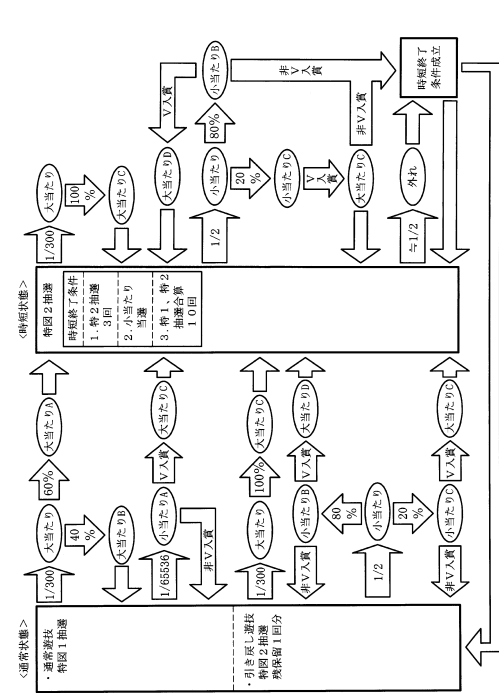 <通常状態>
・通常遊技
特図1抽選
・引き戻し遊技
特図2抽選
残保留1回分
1/300
大当たり
60%
大当たりA
40
%
大当たりB
1/65536
小当たりA
V入賞
大当たりC
非V入賞
1/300
大当たり
100%
大当たりC
小当たりB
V入賞
大当たりD
非V入賞
80
%
1/2
小当たり
20
%
小当たりC
V入賞
大当たりC
非V入賞
<時短状態>
特図2抽選
時短終了条件
1.特2抽選
3回
2.小当たり
当選
3.特1、特2
抽選合算
10回
1/300
大当たり
100
%
大当たりC
大当たりD
V入賞
小当たりB
80%
1/2
小当たり
20
%
小当たりC
V入賞
大当たりC
非V入賞
非V入賞
≒1/2
外れ
時短終了
条件成立